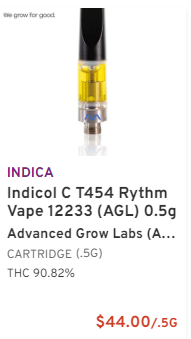 We grow for good.
INDICA
Indicol C T454 Rythm
Vape 12233 (AGL) 0.5g
Advanced Grow Labs (A...
CARTRIDGE (.5G)
THC 90.82%
$44.00/.5G